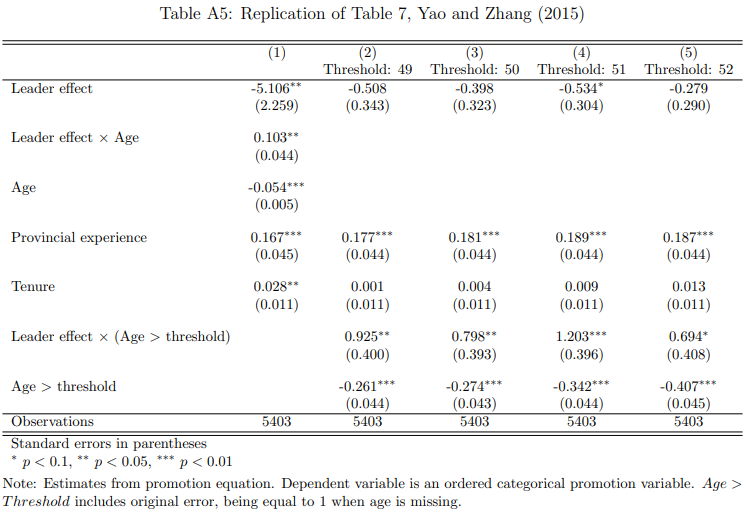 Table A5: Replication of Table 7, Yao and Zhang (2015)
(1) (2) (3) (4) (5)
Threshold: 49 Threshold: 50 Threshold: 51 Threshold: 52
Leader effect -5.106** -0.508 -0.398 -0.534* -0.279
(2.259) (0.343) (0.323) (0.304) (0.290)
Leader effect × Age 0.103**
(0.044)
Age -0.054***
(0.005)
Provincial experience 0.167*** 0.177*** 0.181*** 0.189*** 0.187***
(0.045) (0.044) (0.044) (0.044) (0.044)
Tenure 0.028** 0.001 0.004 0.009 0.013
(0.011) (0.011) (0.011) (0.011) (0.011)
Leader effect × (Age > threshold) 0.925** 0.798** 1.203*** 0.694*
(0.400) (0.393) (0.396) (0.408)
Age > threshold -0.261*** -0.274*** -0.342*** -0.407***
(0.044) (0.043) (0.044) (0.045)
Observations 5403 5403 5403 5403 5403
Standard errors in parentheses
* p < 0.1, ** p < 0.05, *** p < 0.01
Note: Estimates from promotion equation. Dependent variable is an ordered categorical promotion variable. Age >
Threshold includes original error, being equal to 1 when age is missing.